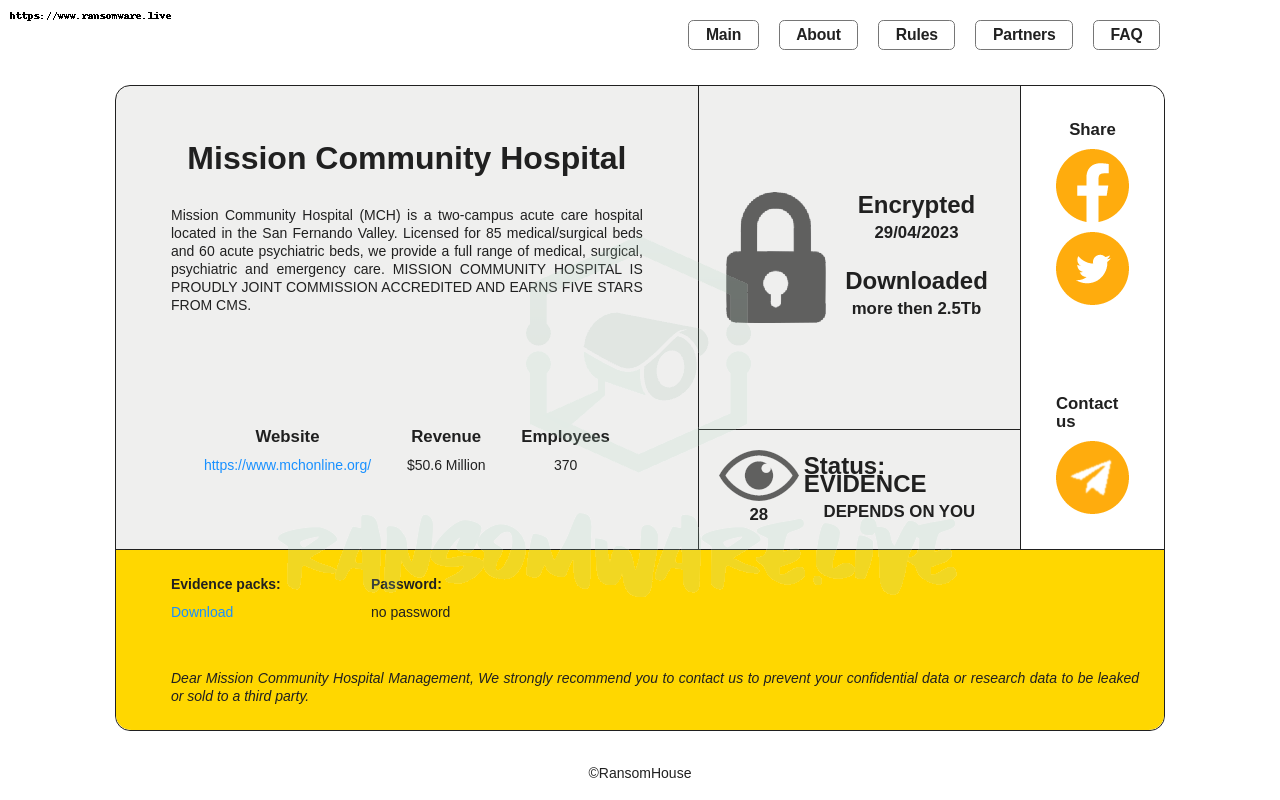 https://www.ransomware.live
Main About Rules Partners FAQ
Mission Community Hospital
Mission Community Hospital (MCH) is a two-campus acute care hospital
located in the San Fernando Valley. Licensed for 85 medical/surgical beds
and 60 acute psychiatric beds, we provide a full range of medical, surgical,
psychiatric and emergency care. MISSION COMMUNITY HOSPITAL IS
PROUDLY JOINT COMMISSION ACCREDITED AND EARNS FIVE STARS
FROM CMS.
Website Revenue Employees
https://www.mchonline.org/ $50.6 Million 370
Encrypted
29/04/2023
Downloaded
more then 2.5Tb
Status:
EVIDENCE
28 DEPENDS ON YOU
Share
Contact
us
RANSOMWARE.LIVE
Evidence packs: Password:
Download no password
Dear Mission Community Hospital Management, We strongly recommend you to contact us to prevent your confidential data or research data to be leaked
or sold to a third party.
©RansomHouse